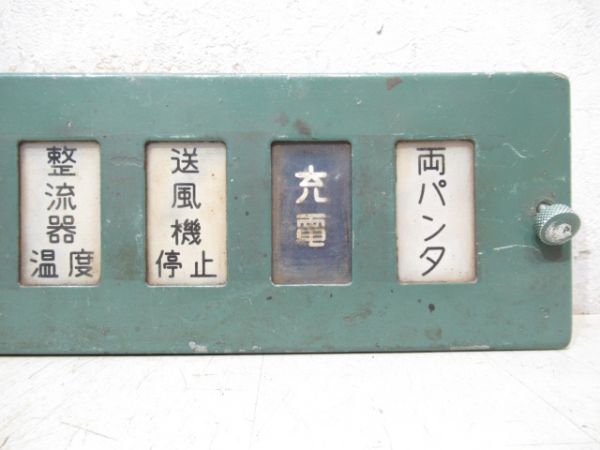 整流器温度
送風機停止
充電
両パンタ